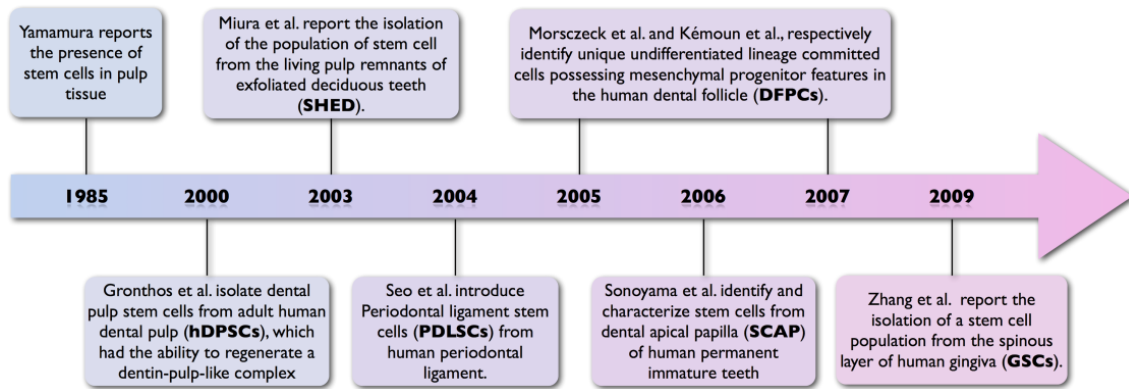 Yamamura reports
the presence of
stem cells in pulp
tissue
Miura et al. report the isolation
of the population of stem cell
from the living pulp remnants of
exfoliated deciduous teeth
(SHED).
Morsczeck et al. and Kémoun et al., respectively
identify unique undifferentiated lineage committed
cells possessing mesenchymal progenitor features in
the human dental follicle (DFPCs).
1985 2000 2003 2004 2005 2006 2007 2009
Gronthos et al. isolate dental
pulp stem cells from adult human
dental pulp (hDPSCs), which
had the ability to regenerate a
dentin-pulp-like complex
Seo et al. introduce
Periodontal ligament stem
cells (PDLSCs) from
human periodontal
ligament.
Sonoyama et al. identify and
characterize stem cells from
dental apical papilla (SCAP)
of human permanent
immature teeth
Zhang et al. report the
isolation of a stem cell
population from the spinous
layer of human gingiva (GSCs).